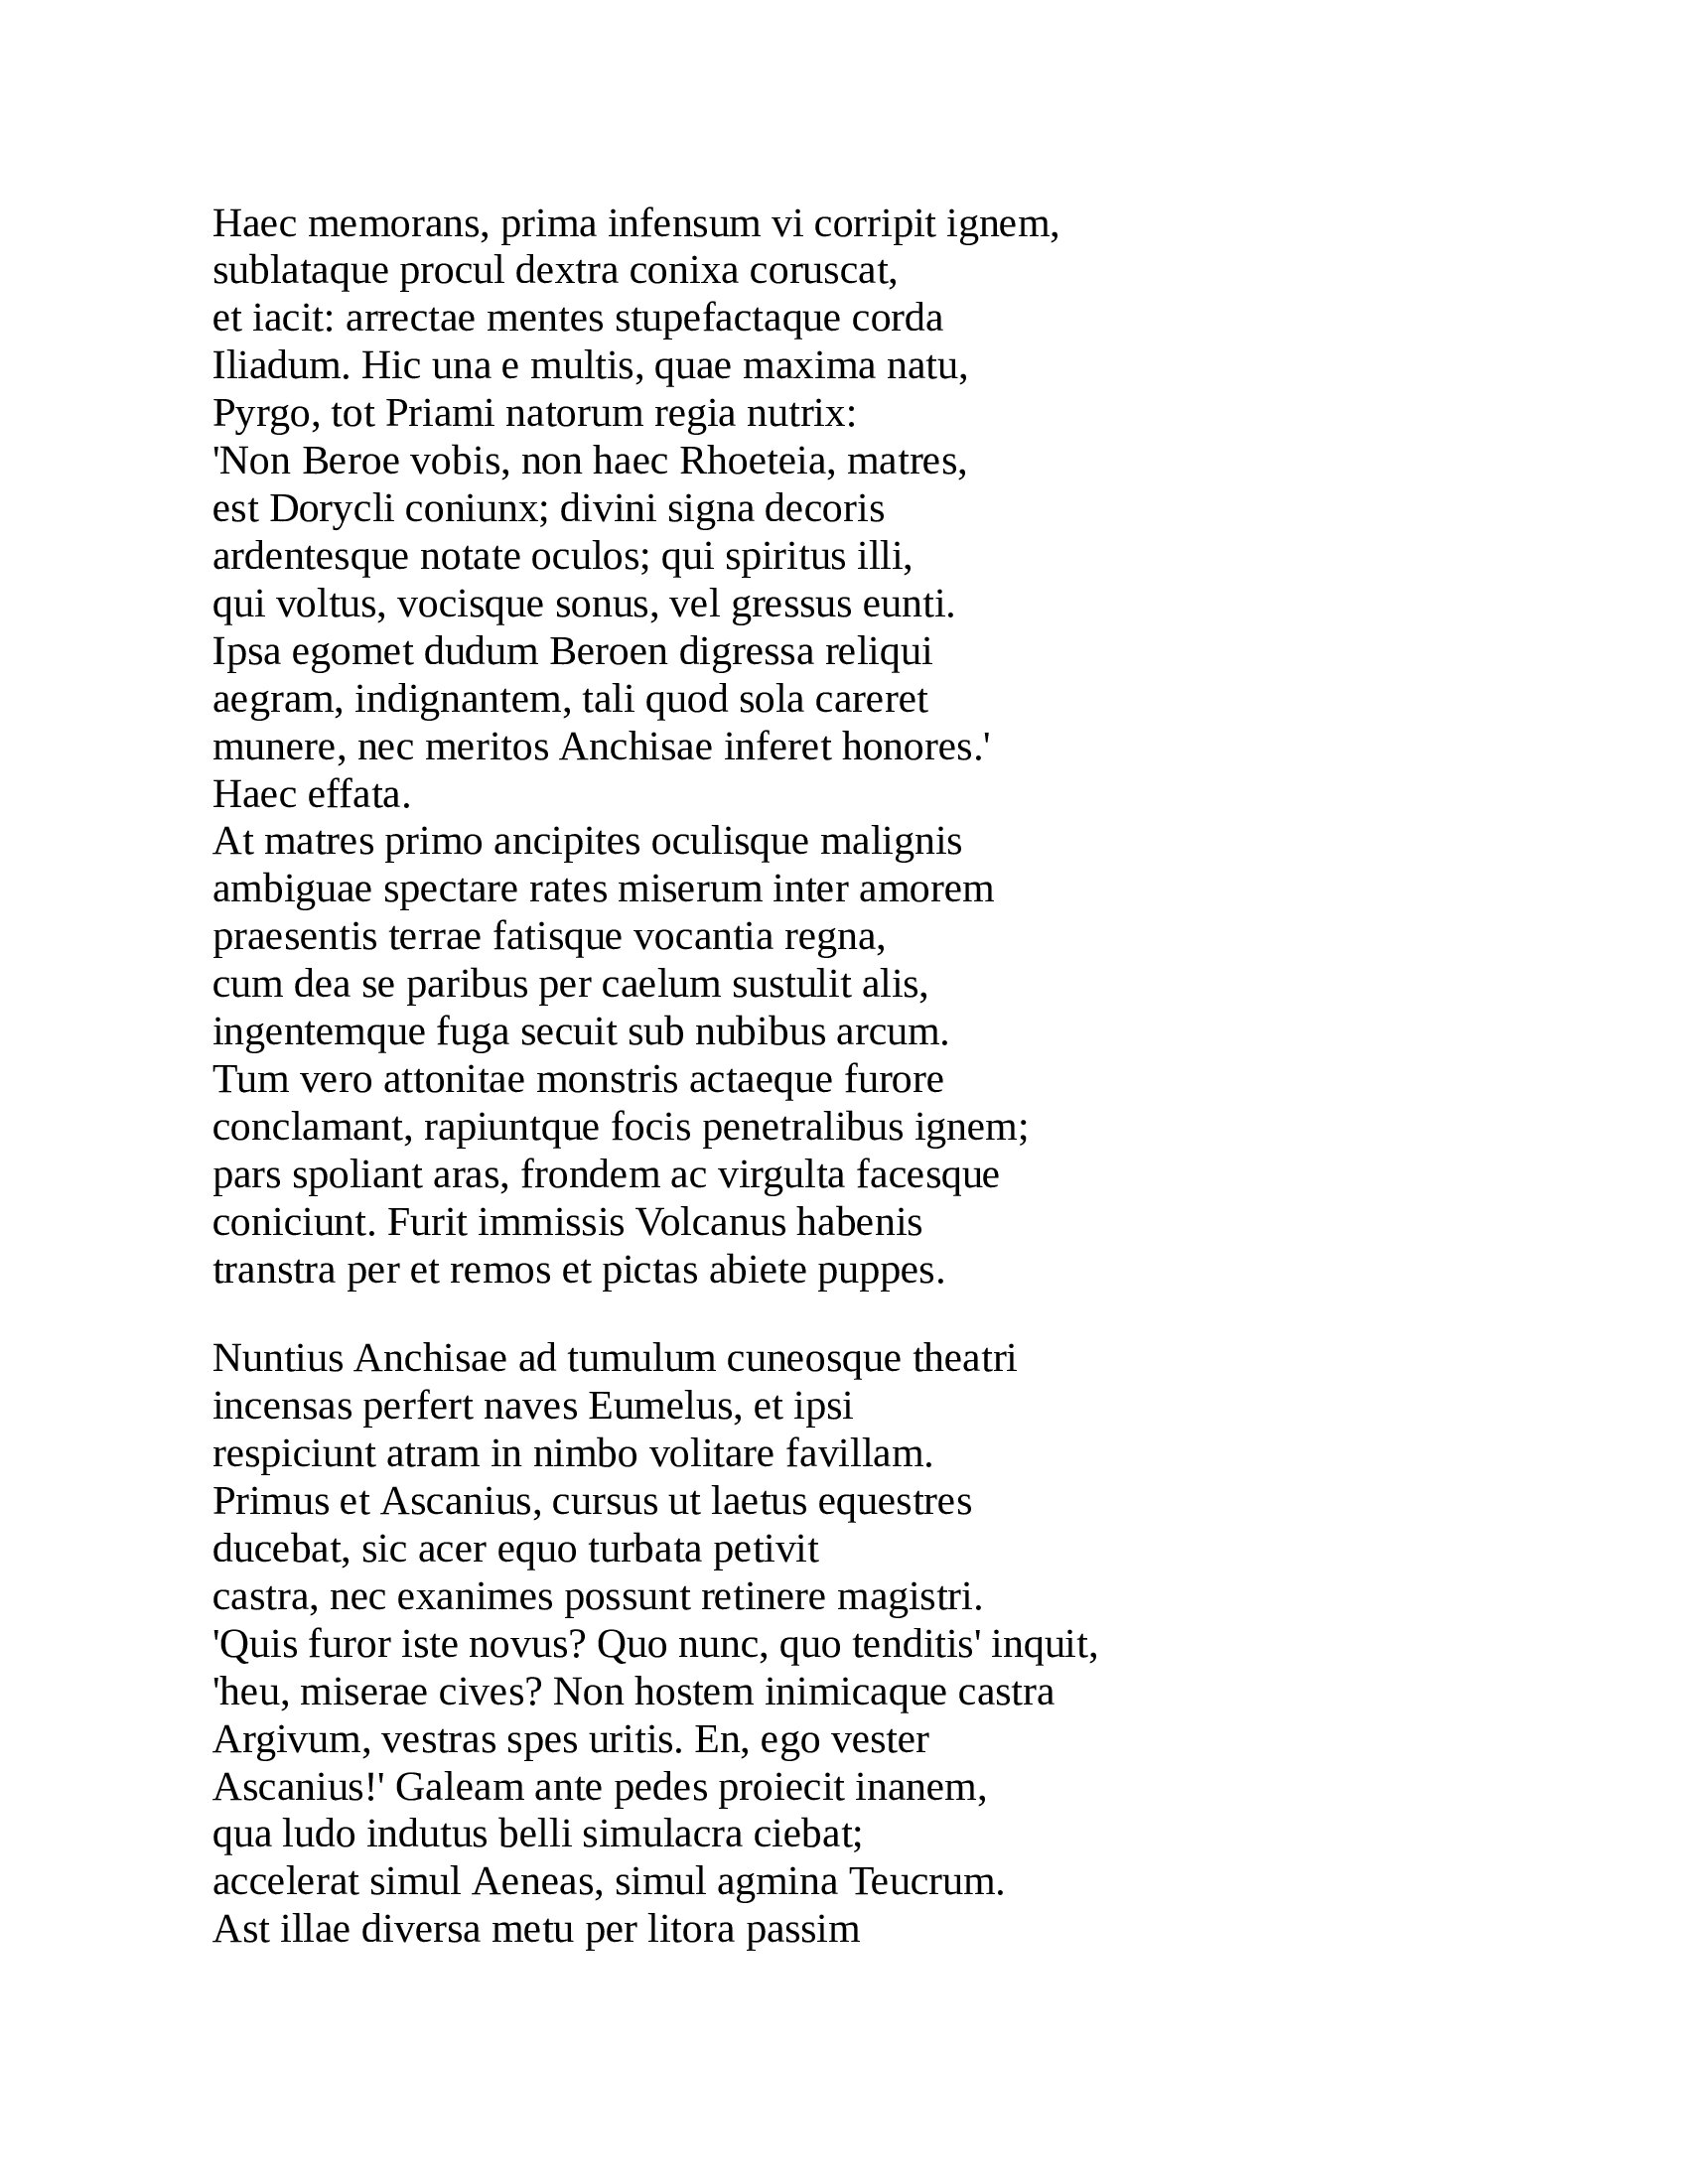 Haec memorans, prima infensum vi corripit ignem,
sublataque procul dextra conixa coruscat,
et iacit: arrectae mentes stupefactaque corda
Iliadum. Hic una e multis, quae maxima natu,
Pyrgo, tot Priami natorum regia nutrix:
'Non Beroe vobis, non haec Rhoeteia, matres,
est Dorycli coniunx; divini signa decoris
ardentesque notate oculos; qui spiritus illi,
qui voltus, vocisque sonus, vel gressus eunti.
Ipsa egomet dudum Beroen digressa reliqui
aegram, indignantem, tali quod sola careret
munere, nec meritos Anchisae inferet honores.'
Haec effata.
At matres primo ancipites oculisque malignis
ambiguae spectare rates miserum inter amorem
praesentis terrae fatisque vocantia regna,
cum dea se paribus per caelum sustulit alis,
ingentemque fuga secuit sub nubibus arcum.
Tum vero attonitae monstris actaeque furore
conclamant, rapiuntque focis penetralibus ignem;
pars spoliant aras, frondem ac virgulta facesque
coniciunt. Furit immissis Volcanus habenis
transtra per et remos et pictas abiete puppes.

Nuntius Anchisae ad tumulum cuneosque theatri
incensas perfert naves Eumelus, et ipsi
respiciunt atram in nimbo volitare favillam.
Primus et Ascanius, cursus ut laetus equestres
ducebat, sic acer equo turbata petivit
castra, nec exanimes possunt retinere magistri.
'Quis furor iste novus? Quo nunc, quo tenditis' inquit,
'heu, miserae cives? Non hostem inimicaque castra
Argivum, vestras spes uritis. En, ego vester
Ascanius!' Galeam ante pedes proiecit inanem,
qua ludo indutus belli simulacra ciebat;
accelerat simul Aeneas, simul agmina Teucrum.
Ast illae diversa metu per litora passim